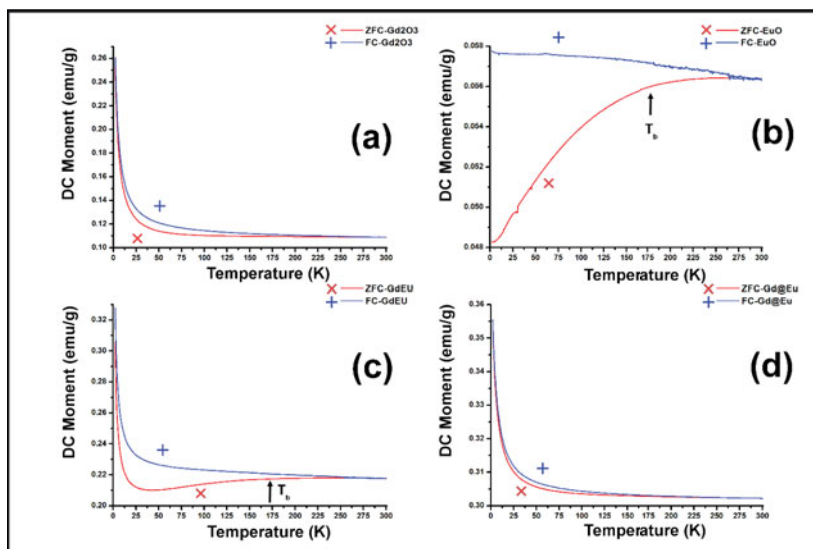 ZFC-Gd2O3
FC-Gd2O3
DC Moment (emu/g)
0.26
0.24
0.22
0.20
0.18
0.16
0.14
0.12
0.10
(a)
0 25 50 75 100 125 150 175 200 225 250 275 300
Temperature (K)
ZFC-EuO
FC-EuO
DC Moment (emu/g)
0.058
0.056
0.054
0.052
0.050
0.048
Tb
(b)
0 25 50 75 100 125 150 175 200 225 250 275 300
Temperature (K)
ZFC-GdEU
FC-GdEU
DC Moment (emu/g)
0.32
0.30
0.28
0.26
0.24
0.22
0.20
(c)
Tb
0 25 50 75 100 125 150 175 200 225 250 275 300
Temperature (K)
ZFC-Gd@Eu
FC-Gd@Eu
DC Moment (emu/g)
0.36
0.35
0.34
0.33
0.32
0.31
0.30
(d)
0 25 50 75 100 125 150 175 200 225 250 275 300
Temperature (K)